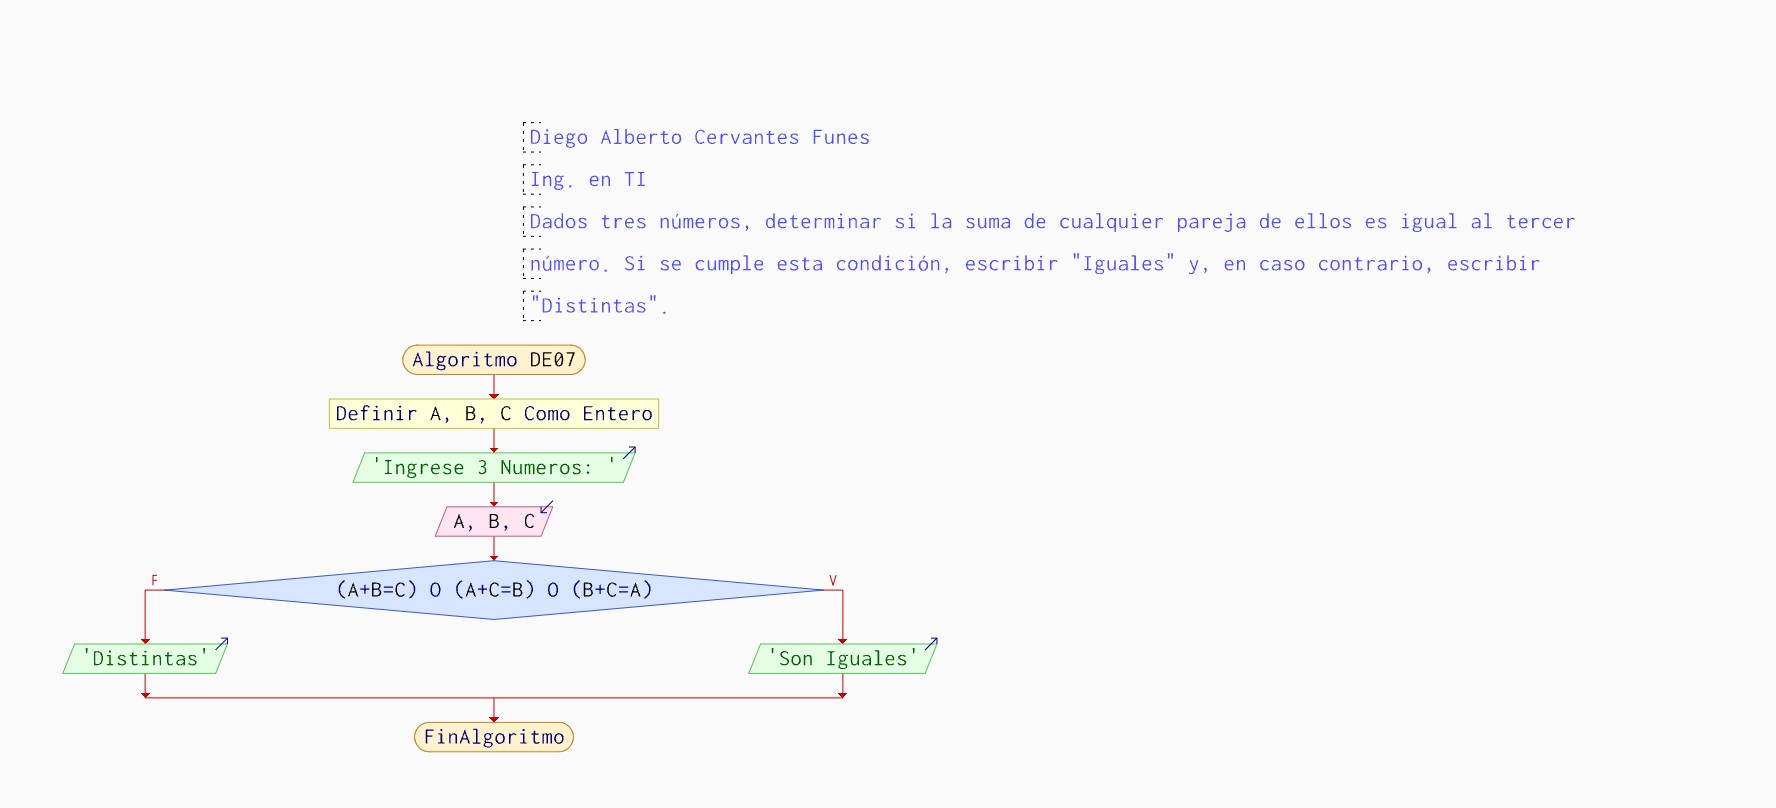 Diego Alberto Cervantes Funes
Ing. en TI
Dados tres números, determinar si la suma de cualquier pareja de ellos es igual al tercer
número. Si se cumple esta condición, escribir "Iguales" y, en caso contrario, escribir
"Distintas".
Algoritmo DE07
Definir A, B, C Como Entero
'Ingrese 3 Numeros: '
A, B, C
F
V
(A+B=C) O (A+C=B) O (B+C=A)
'Distintas'
'Son Iguales'
FinAlgoritmo